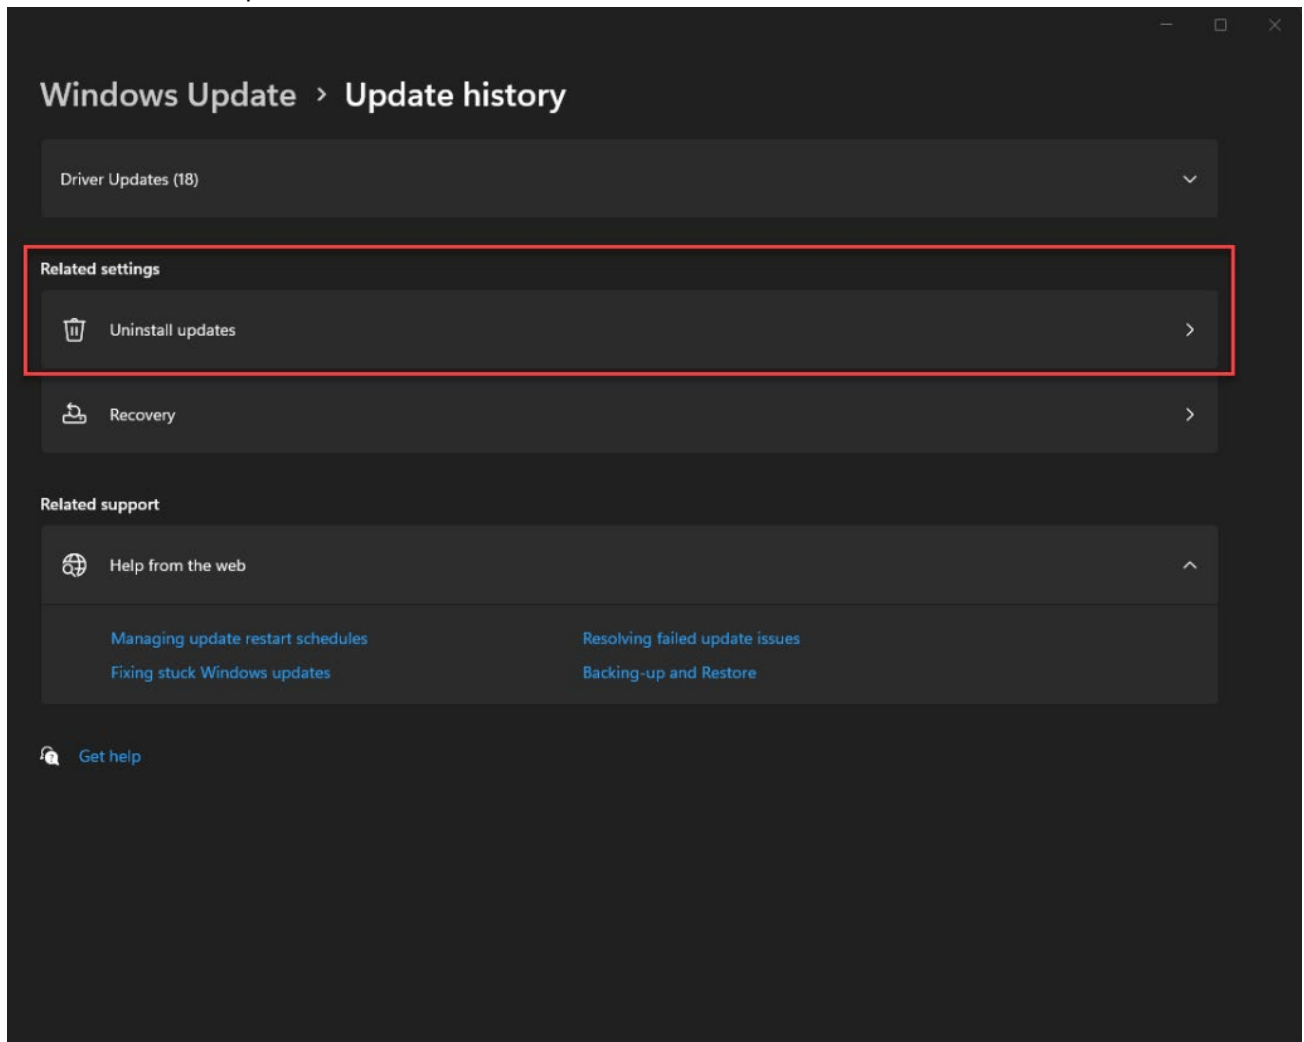 Windows Update > Update history
Driver Updates (18)
Related settings
Uninstall updates
Recovery
Related support
Help from the web
Managing update restart schedules
Resolving failed update issues
Fixing stuck Windows updates
Backing-up and Restore
Get help